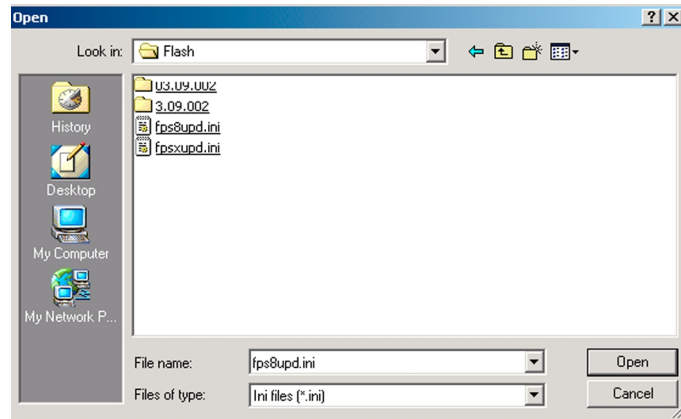 Open
Look in: Flash
History
Desktop
My Computer
My Network P...
03.09.002
3.09.002
fps8upd.ini
fpsxupd.ini
File name: fps8upd.ini Open
Files of type: Ini files (*.ini) Cancel